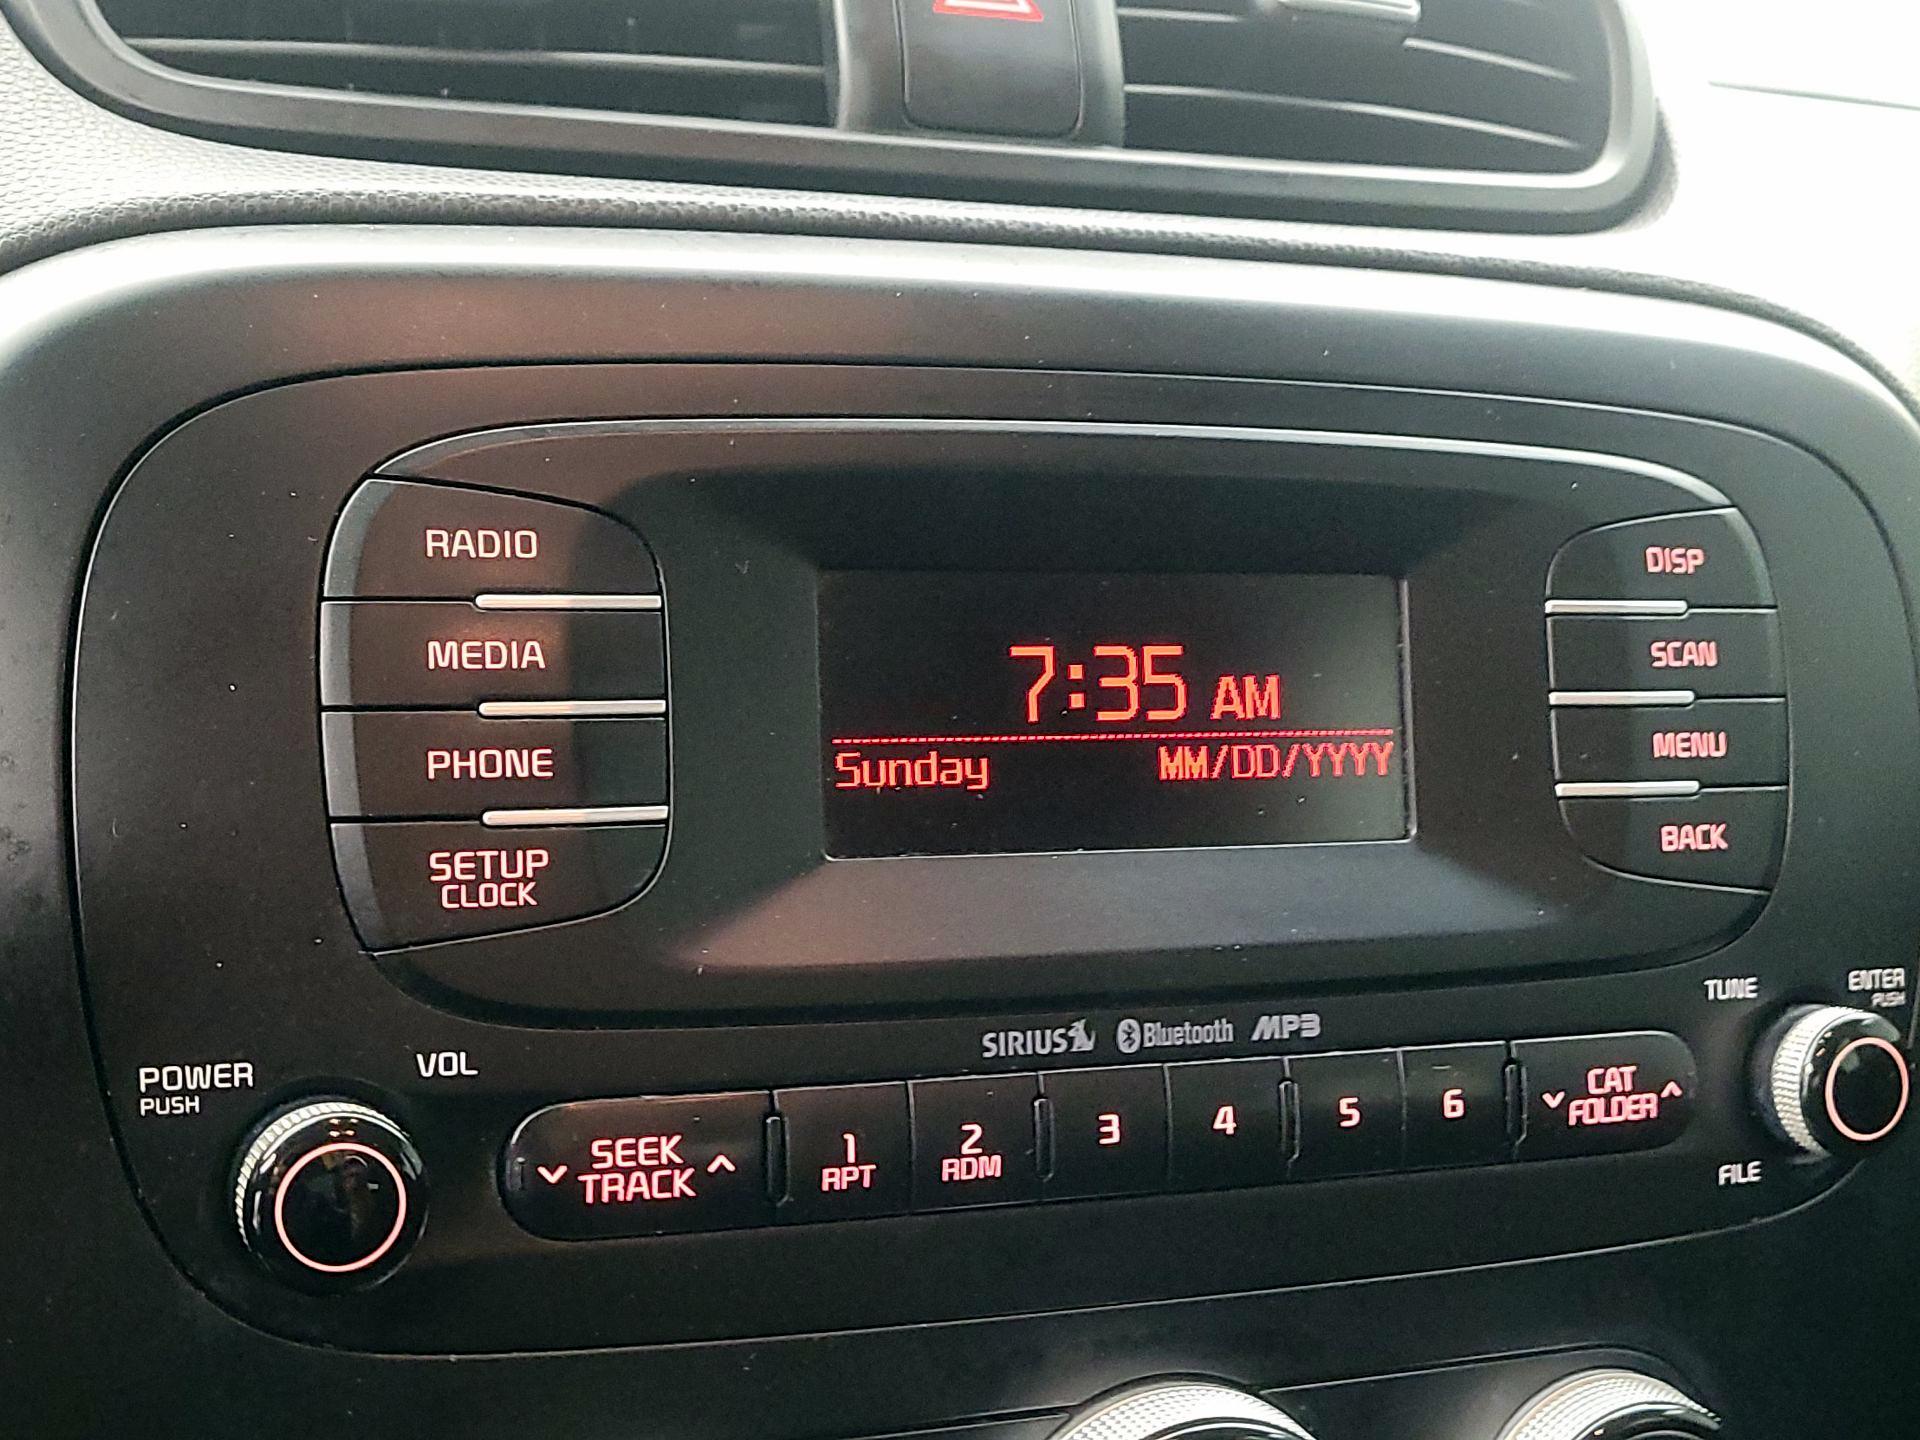 RADIO
MEDIA
PHONE
SETUP
CLOCK
7:35 AM
Sunday MM/DD/YYYY
DISP
SCAN
MENU
BACK
SIRIUS Bluetooth MP3
POWER
PUSH
VOL
SEEK
TRACK
1
RPT
2
RDM
3
4
5
6
CAT
FOLDER
TUNE
ENTER
PUSH
FILE